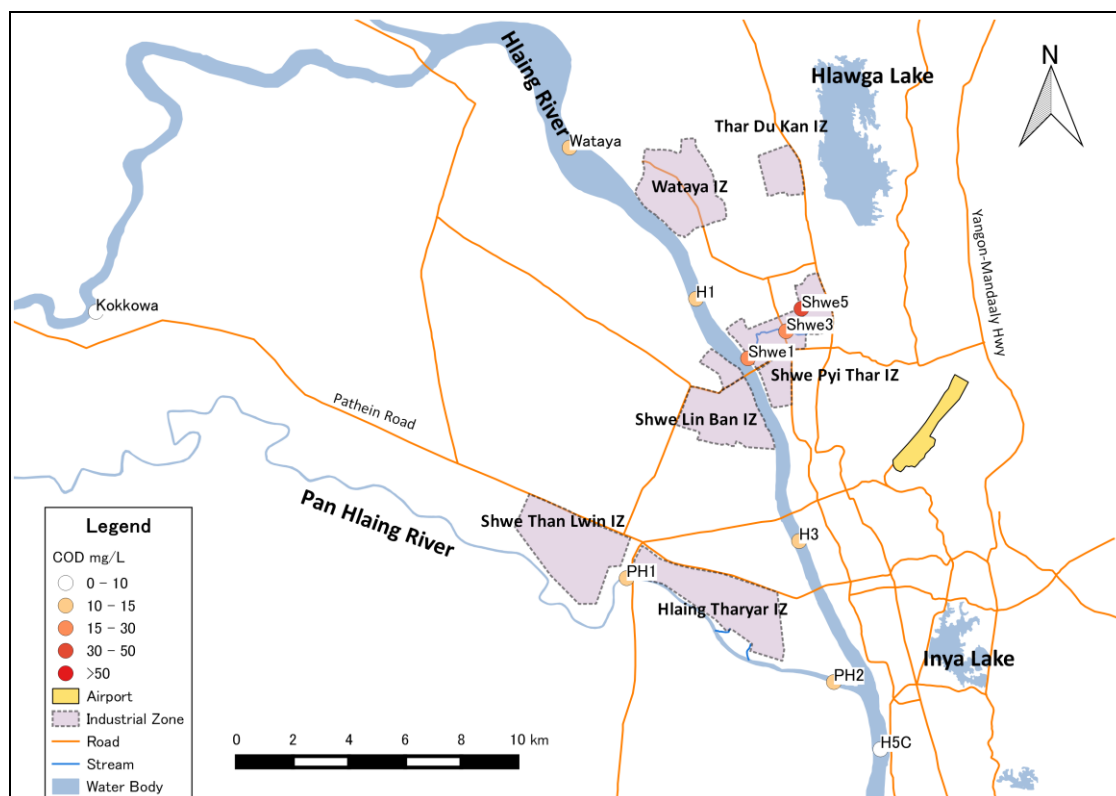 N
Hlawga Lake
Hlaing River
Thar Du Kan IZ
Wataya
Wataya IZ
Yangon-Mandaaly Hwy
H1
Kokkowa
Shwe5
Shwe3
Shwe1
Shwe Pyi Thar IZ
Pathein Road
Shwe Lin Ban IZ
Pan Hlaing River
Shwe Than Lwin IZ
H3
PH1
Hlaing Tharyar IZ
Inya Lake
PH2
H5C
Legend
COD mg/L
0 - 10
10 - 15
15 - 30
30 - 50
>50
Airport
Industrial Zone
Road
Stream
Water Body
0 2 4 6 8 10 km